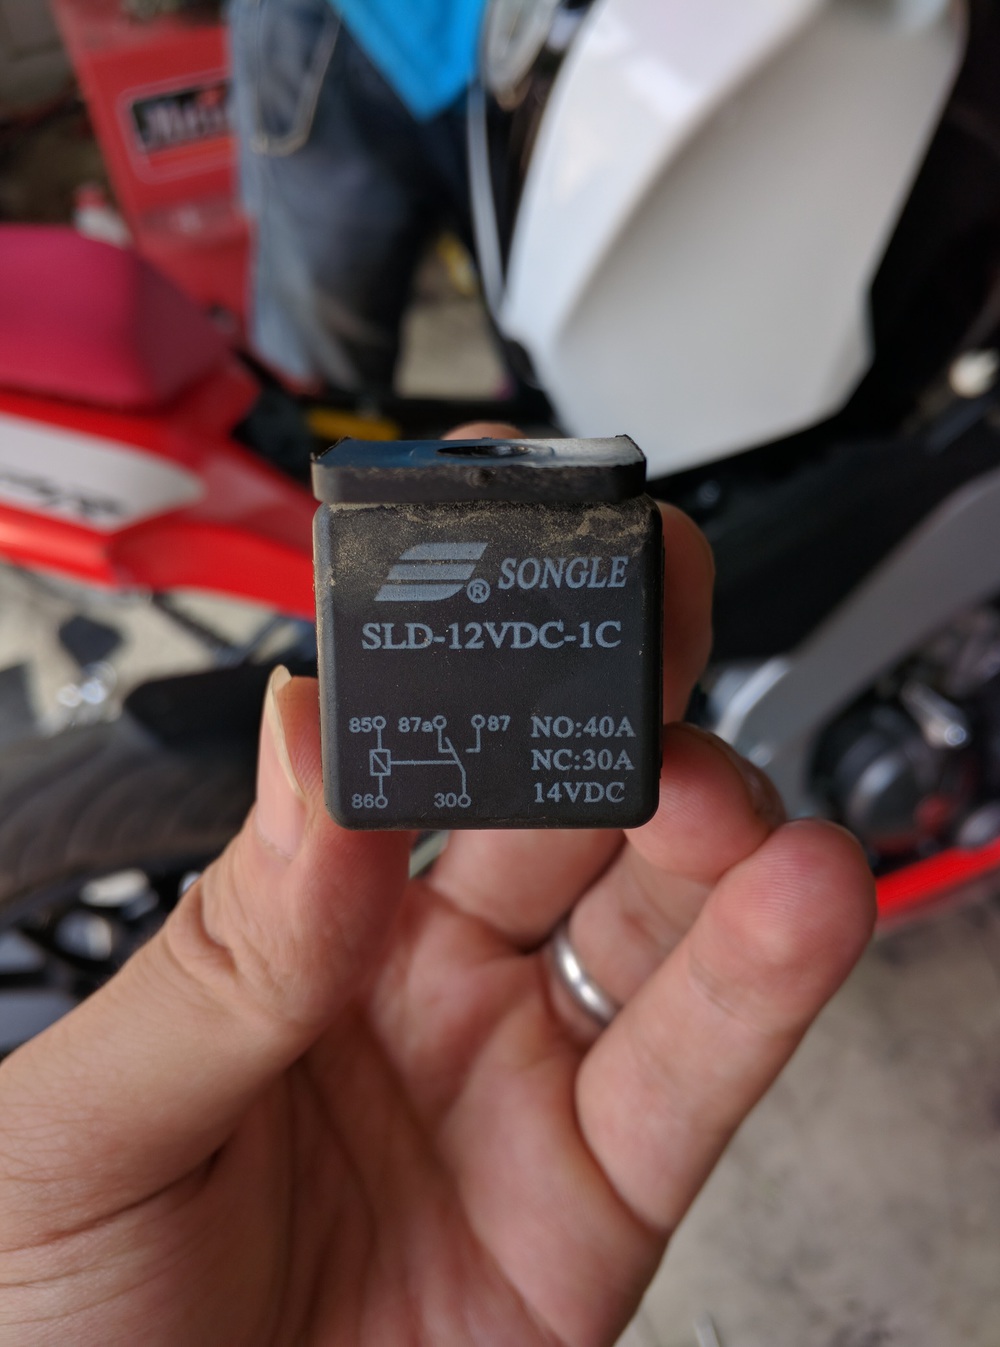 ® SONGLE
SLD-12VDC-1C
85 87a 87
86 30
NO:40A
NC:30A
14VDC